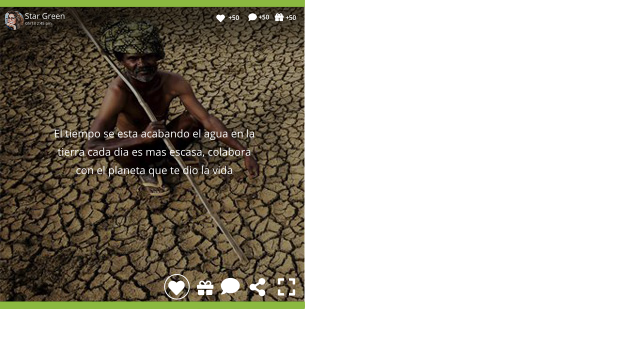 Star Green
+50
+50
+50
El tiempo se esta acabando el agua en la
tierra cada dia es mas escasa, colabora
con el planeta que te dio la vida